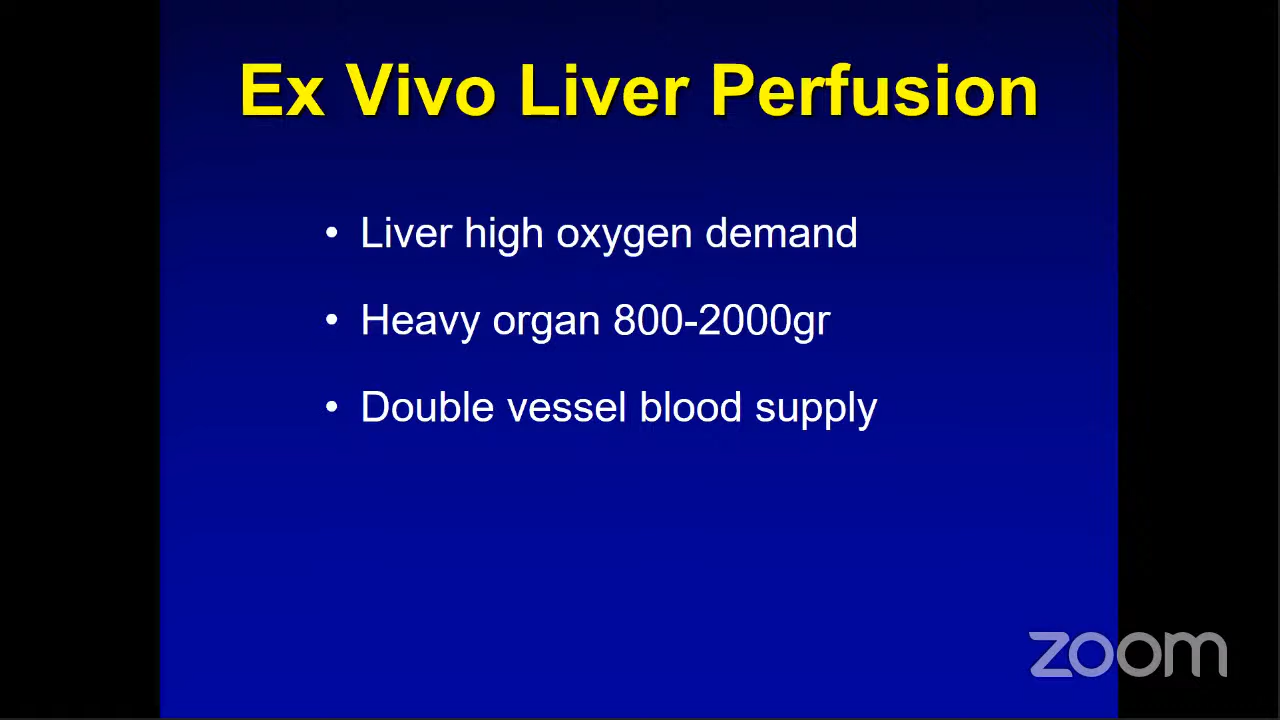 Ex Vivo Liver Perfusion
• Liver high oxygen demand
• Heavy organ 800-2000gr
• Double vessel blood supply
zoom